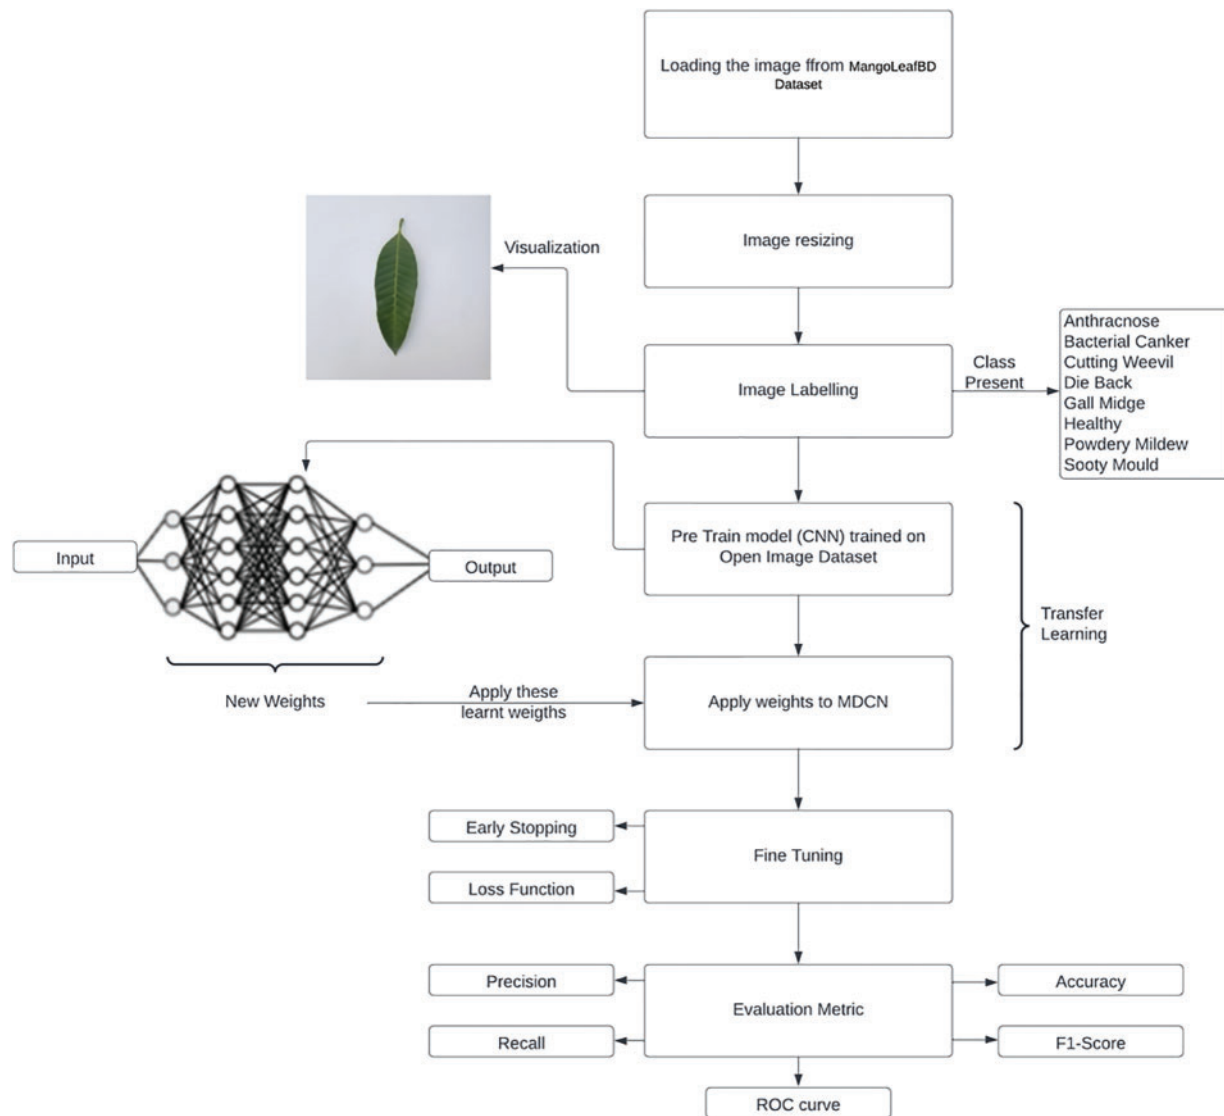 Loading the image ffrom MangoLeafBD
Dataset
Image resizing
Visualization
Image Labelling
Class
Present
Anthracnose
Bacterial Canker
Cutting Weevil
Die Back
Gall Midge
Healthy
Powdery Mildew
Sooty Mould
Pre Train model (CNN) trained on
Open Image Dataset
Input
Output
Transfer
Learning
New Weights
Apply these
learnt weigths
Apply weights to MDCN
Early Stopping
Fine Tuning
Loss Function
Precision
Evaluation Metric
Accuracy
Recall
F1-Score
ROC curve